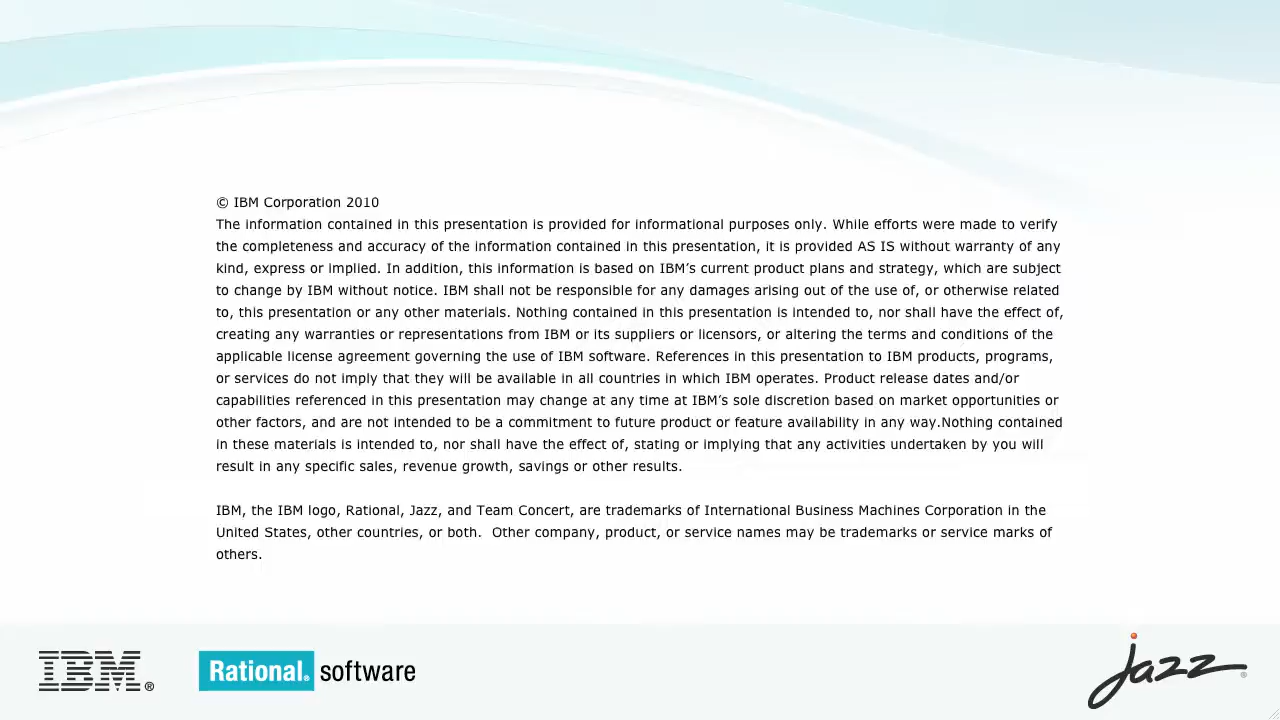 © IBM Corporation 2010
The information contained in this presentation is provided for informational purposes only. While efforts were made to verify
the completeness and accuracy of the information contained in this presentation, it is provided AS IS without warranty of any
kind, express or implied. In addition, this information is based on IBM’s current product plans and strategy, which are subject
to change by IBM without notice. IBM shall not be responsible for any damages arising out of the use of, or otherwise related
to, this presentation or any other materials. Nothing contained in this presentation is intended to, nor shall have the effect of,
creating any warranties or representations from IBM or its suppliers or licensors, or altering the terms and conditions of the
applicable license agreement governing the use of IBM software. References in this presentation to IBM products, programs,
or services do not imply that they will be available in all countries in which IBM operates. Product release dates and/or
capabilities referenced in this presentation may change at any time at IBM’s sole discretion based on market opportunities or
other factors, and are not intended to be a commitment to future product or feature availability in any way.Nothing contained
in these materials is intended to, nor shall have the effect of, stating or implying that any activities undertaken by you will
result in any specific sales, revenue growth, savings or other results.
IBM, the IBM logo, Rational, Jazz, and Team Concert, are trademarks of International Business Machines Corporation in the
United States, other countries, or both.  Other company, product, or service names may be trademarks or service marks of
others.
IBM® Rational® software jazz®